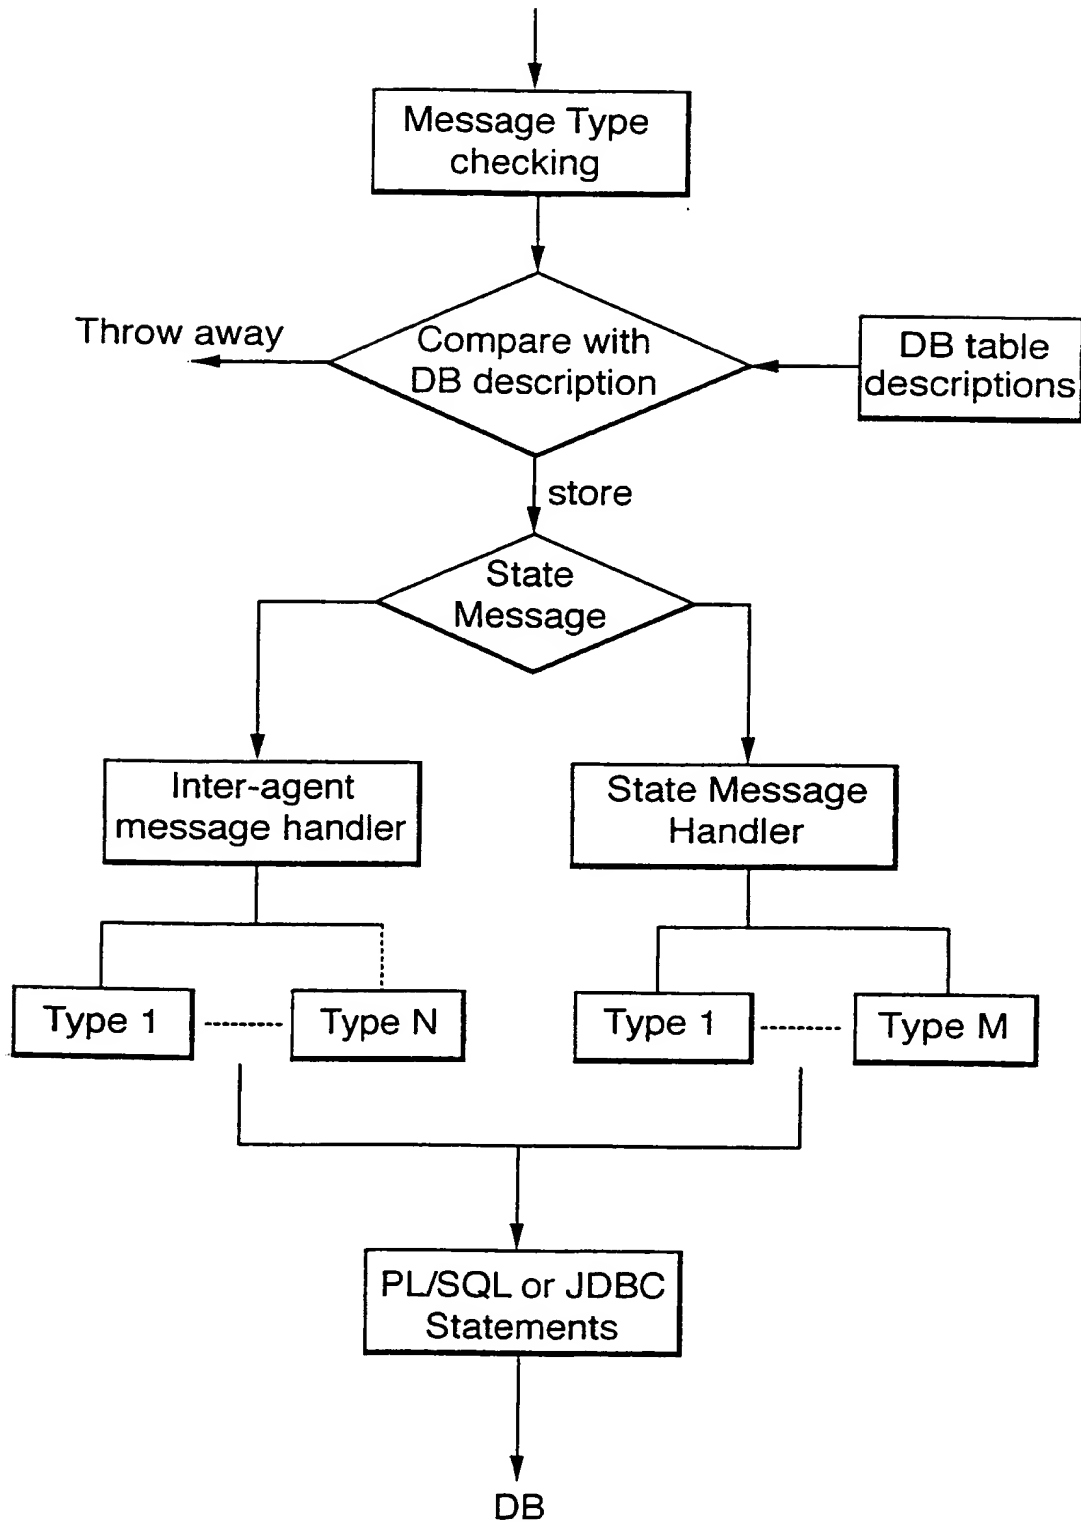 Message Type
checking
Throw away
Compare with
DB description
DB table
descriptions
store
State
Message
Inter-agent
message handler
State Message
Handler
Type 1
Type N
Type 1
Type M
PL/SQL or JDBC
Statements
DB